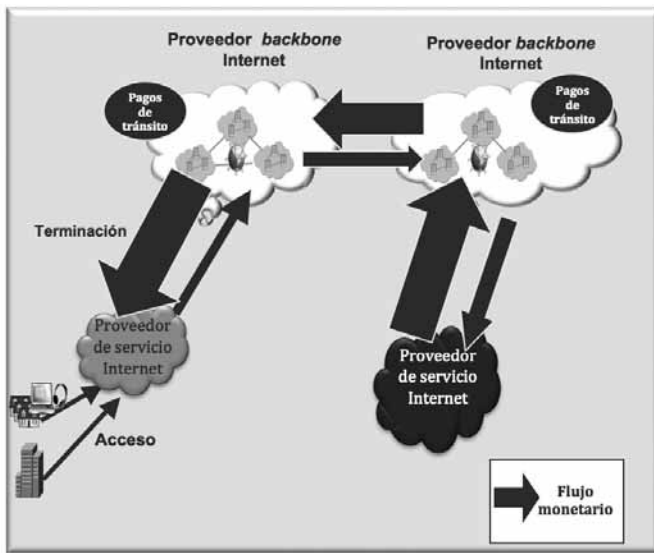 Proveedor backbone
Internet
Proveedor backbone
Internet
Pagos
de
tránsito
Pagos
de
tránsito
Terminación
Proveedor
de servicio
Internet
Proveedor
de servicio
Internet
Acceso
Flujo
monetario